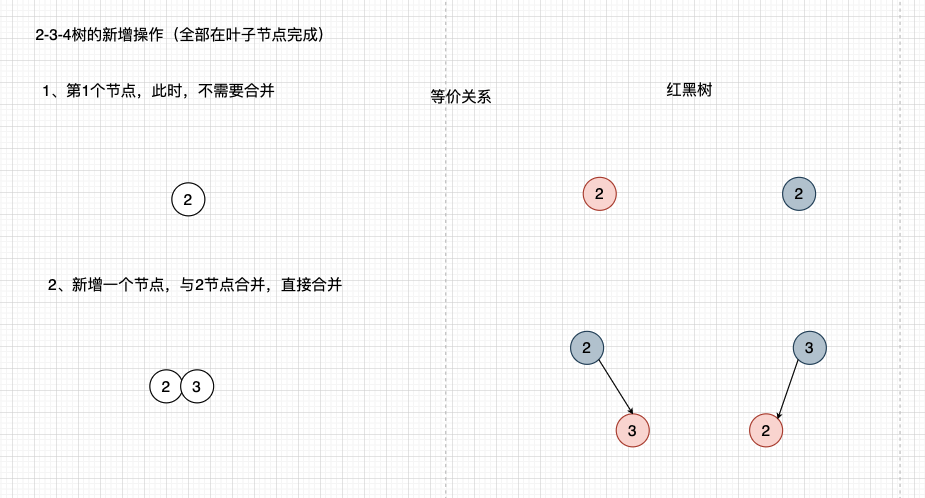 2-3-4树的新增操作（全部在叶子节点完成）
1、第1个节点，此时，不需要合并
等价关系
红黑树
2
2
2
2、新增一个节点，与2节点合并，直接合并
2
3
2 3
3
2